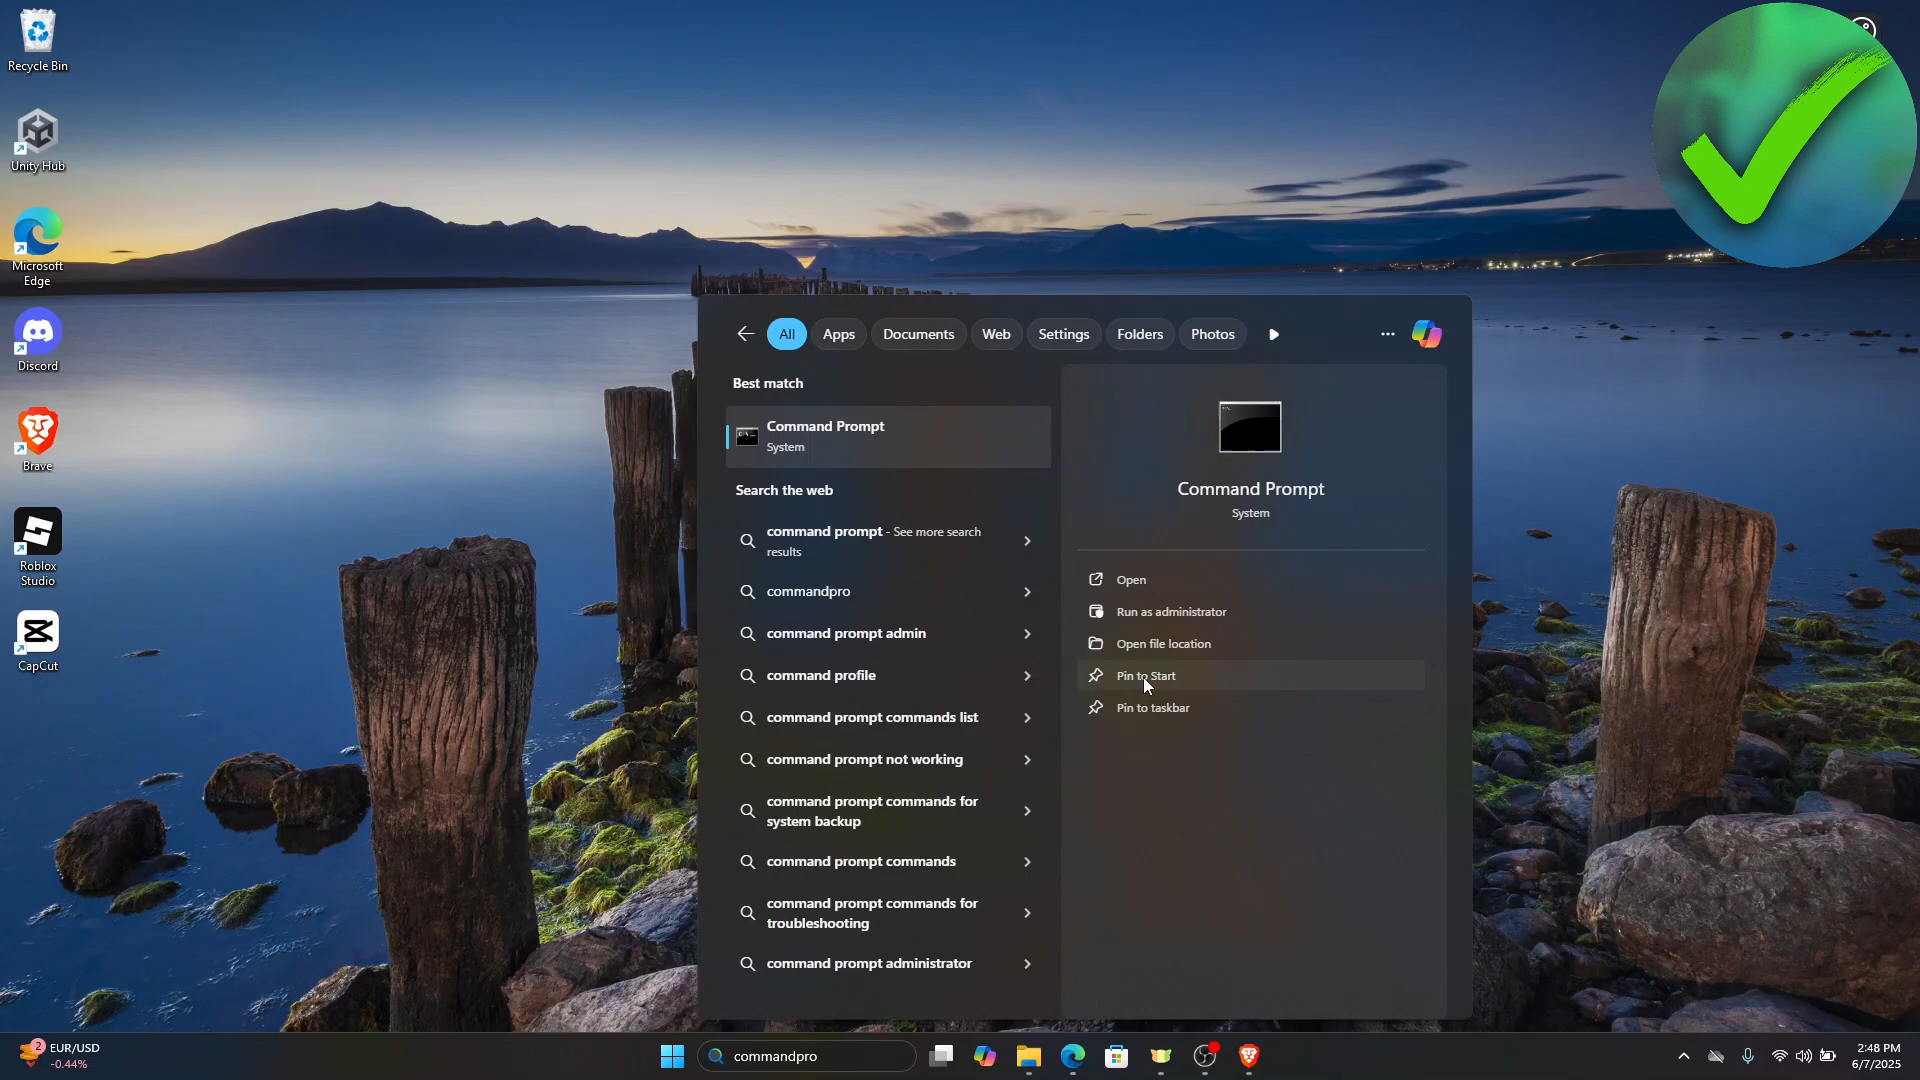 Recycle Bin
Unity Hub
Microsoft
Edge
Discord
Brave
Roblox
Studio
CapCut
All
Apps
Documents
Web
Settings
Folders
Photos
Best match
Command Prompt
System
Search the web
command prompt - See more search
results
commandpro
command prompt admin
command profile
command prompt commands list
command prompt not working
command prompt commands for
system backup
command prompt commands
command prompt commands for
troubleshooting
command prompt administrator
Command Prompt
System
Open
Run as administrator
Open file location
Pin to Start
Pin to taskbar
2
EUR/USD
-0.44%
commandpro
2:48 PM
6/7/2025